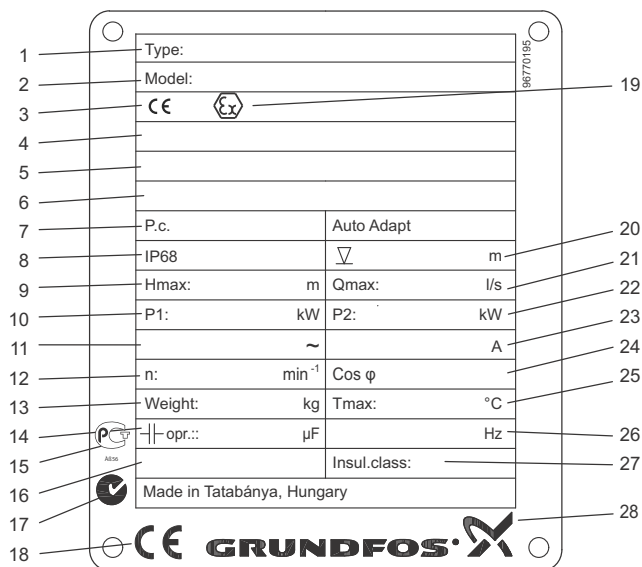 1 Type:
96770195
2 Model:
3 CE Ex 19
4
5
6
7 P.c. Auto Adapt
8 IP68 m 20
9 Hmax: m Qmax: l/s 21
10 P1: kW P2: kW 22
11 ~ A 23
12 n: min⁻¹ Cos φ 24
13 Weight: kg Tmax: °C 25
14 opr.:: µF Hz 26
15 PCT
АЯ56
16 Insul.class: 27
17 Made in Tatabánya, Hungary
18 CE GRUNDFOS 28